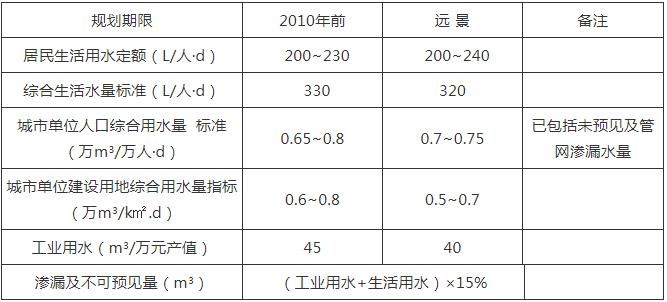 规划期限 2010年前 远 景 备注
居民生活用水定额（L/人·d） 200~230 200~240
综合生活水量标准（L/人·d） 330 320
城市单位人口综合用水量 标准
（万m³/万人·d） 0.65~0.8 0.7~0.75 已包括未预见及管
网渗漏水量
城市单位建设用地综合用水量指标
（万m³/k㎡.d） 0.6~0.8 0.5~0.7
工业用水（m³/万元产值） 45 40
渗漏及不可预见量（m³） （工业用水+生活用水）×15%